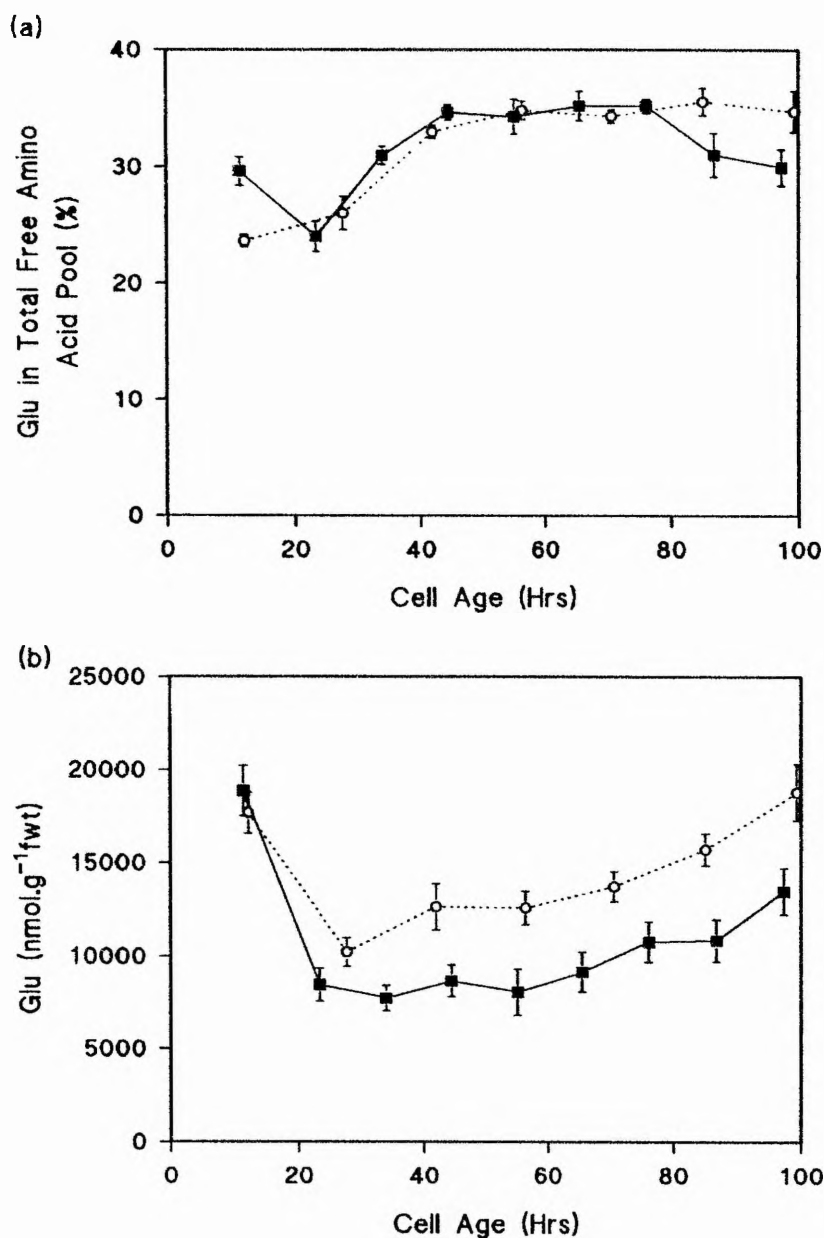 (a)
40
30
20
10
0
Glu in Total Free Amino
Acid Pool (%)
0 20 40 60 80 100
Cell Age (Hrs)
(b)
25000
20000
15000
10000
5000
0
Glu (nmol.g⁻¹fwt)
0 20 40 60 80 100
Cell Age (Hrs)